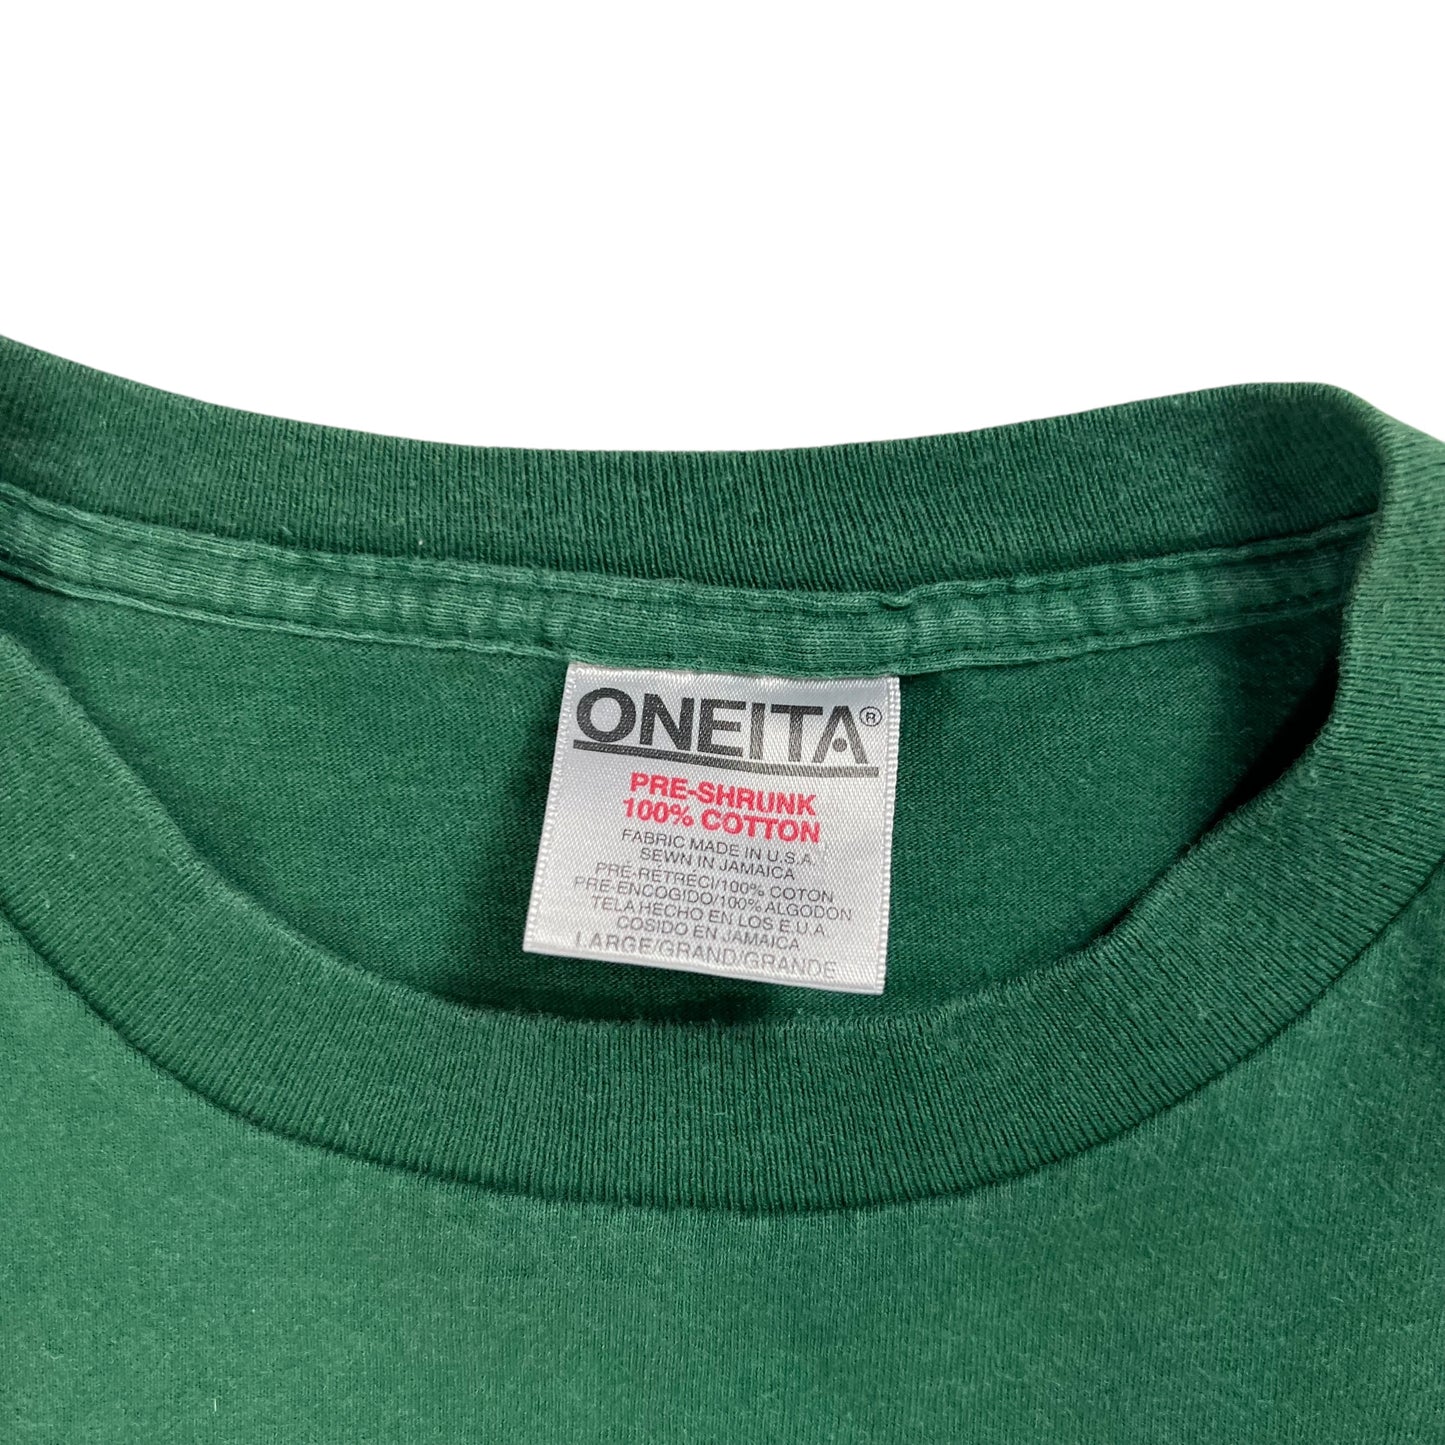 ONEITA®
PRE-SHRUNK
100% COTTON
FABRIC MADE IN U.S.A.
SEWN IN JAMAICA
PRÉ-RETRÉCI/100% COTON
PRE-ENCOGIDO/100% ALGODON
TELA HECHO EN LOS E.U.A.
COSIDO EN JAMAICA
LARGE/GRAND/GRANDE